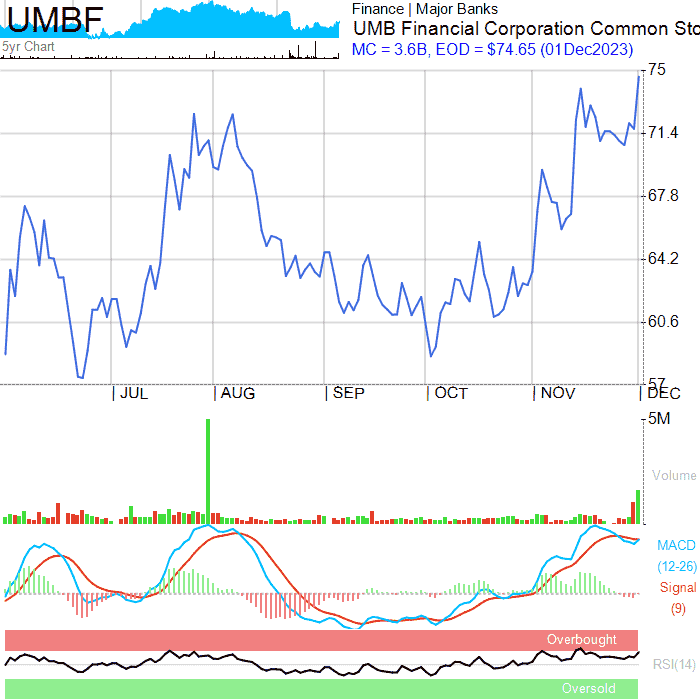 UMBF
5yr Chart
Finance | Major Banks
UMB Financial Corporation Common Sto
MC = 3.6B, EOD = $74.65 (01Dec2023)
75
71.4
67.8
64.2
60.6
57
JUL
AUG
SEP
OCT
NOV
DEC
5M
Volume
MACD
(12-26)
Signal
(9)
Overbought
RSI(14)
Oversold